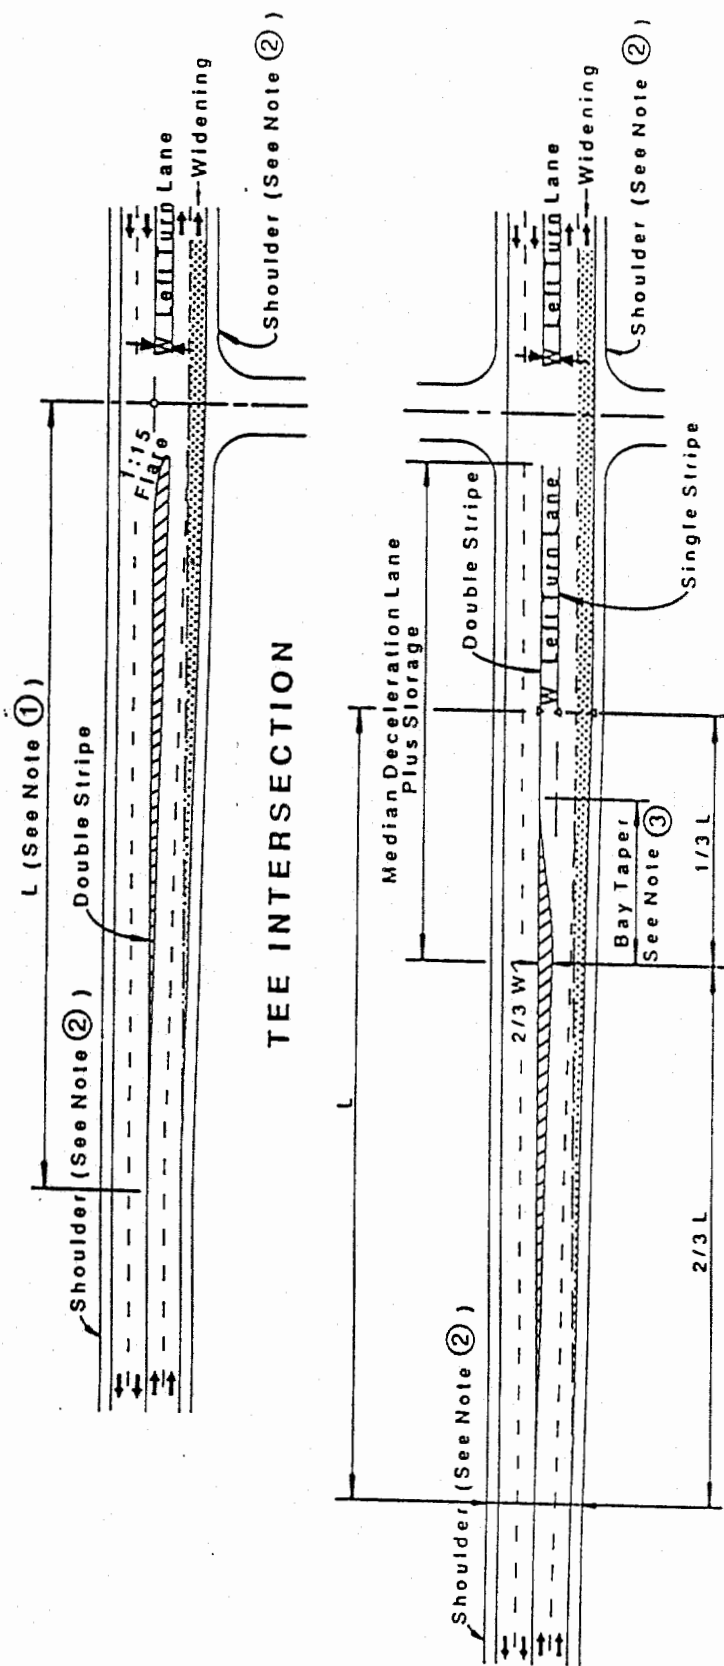 L (See Note ①)
Shoulder (See Note ②)
Double Stripe
1:15
Flare
W Left Turn Lane
Widening
Shoulder (See Note ②)
TEE INTERSECTION
L
Median Deceleration Lane
Plus Storage
Shoulder (See Note ②)
2/3 W
Double Stripe
W Left Turn Lane
W Left Turn Lane
Widening
Shoulder (See Note ②)
Single Stripe
Bay Taper
See Note ③
2/3 L
1/3 L